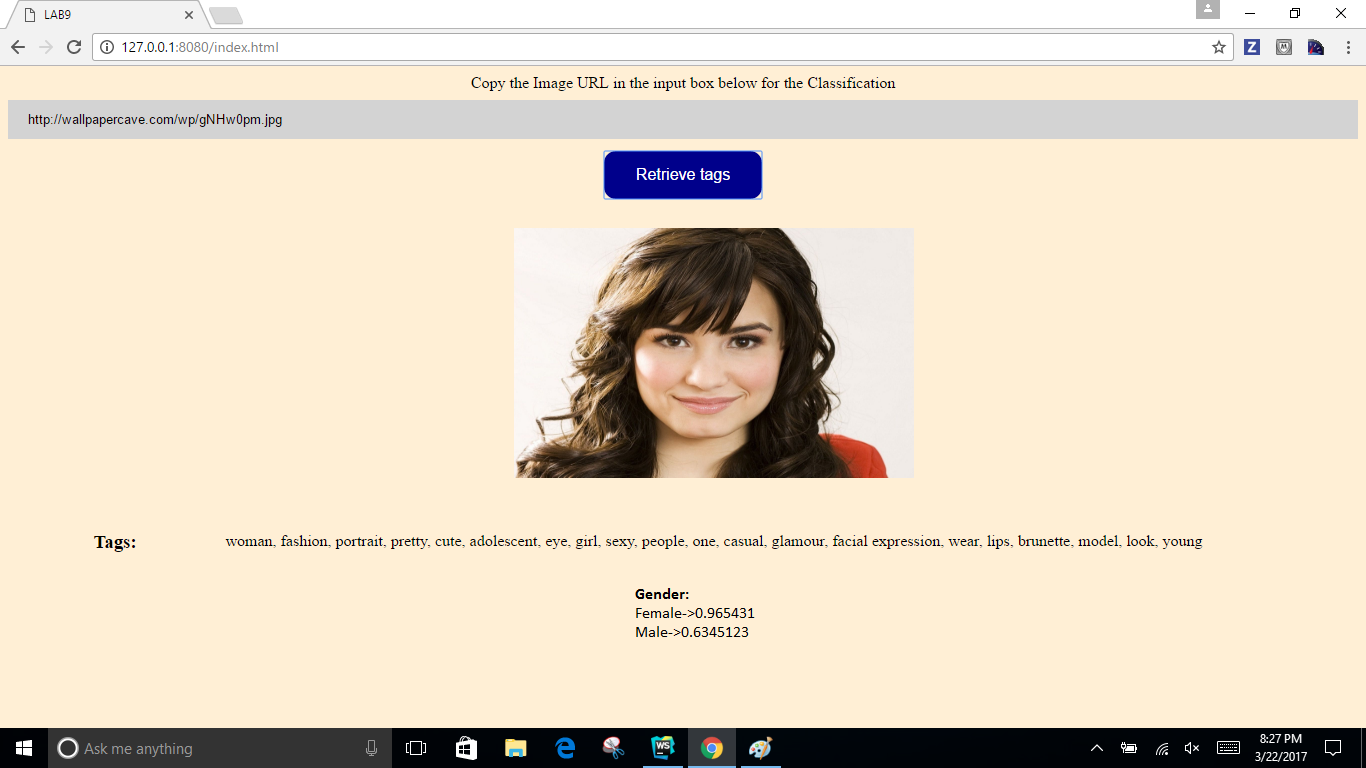 LAB9
127.0.0.1:8080/index.html
Z
M
Copy the Image URL in the input box below for the Classification
http://wallpapercave.com/wp/gNHw0pm.jpg
Retrieve tags
Tags: woman, fashion, portrait, pretty, cute, adolescent, eye, girl, sexy, people, one, casual, glamour, facial expression, wear, lips, brunette, model, look, young
Gender:
Female->0.965431
Male->0.6345123
Ask me anything
WS
8:27 PM
3/22/2017